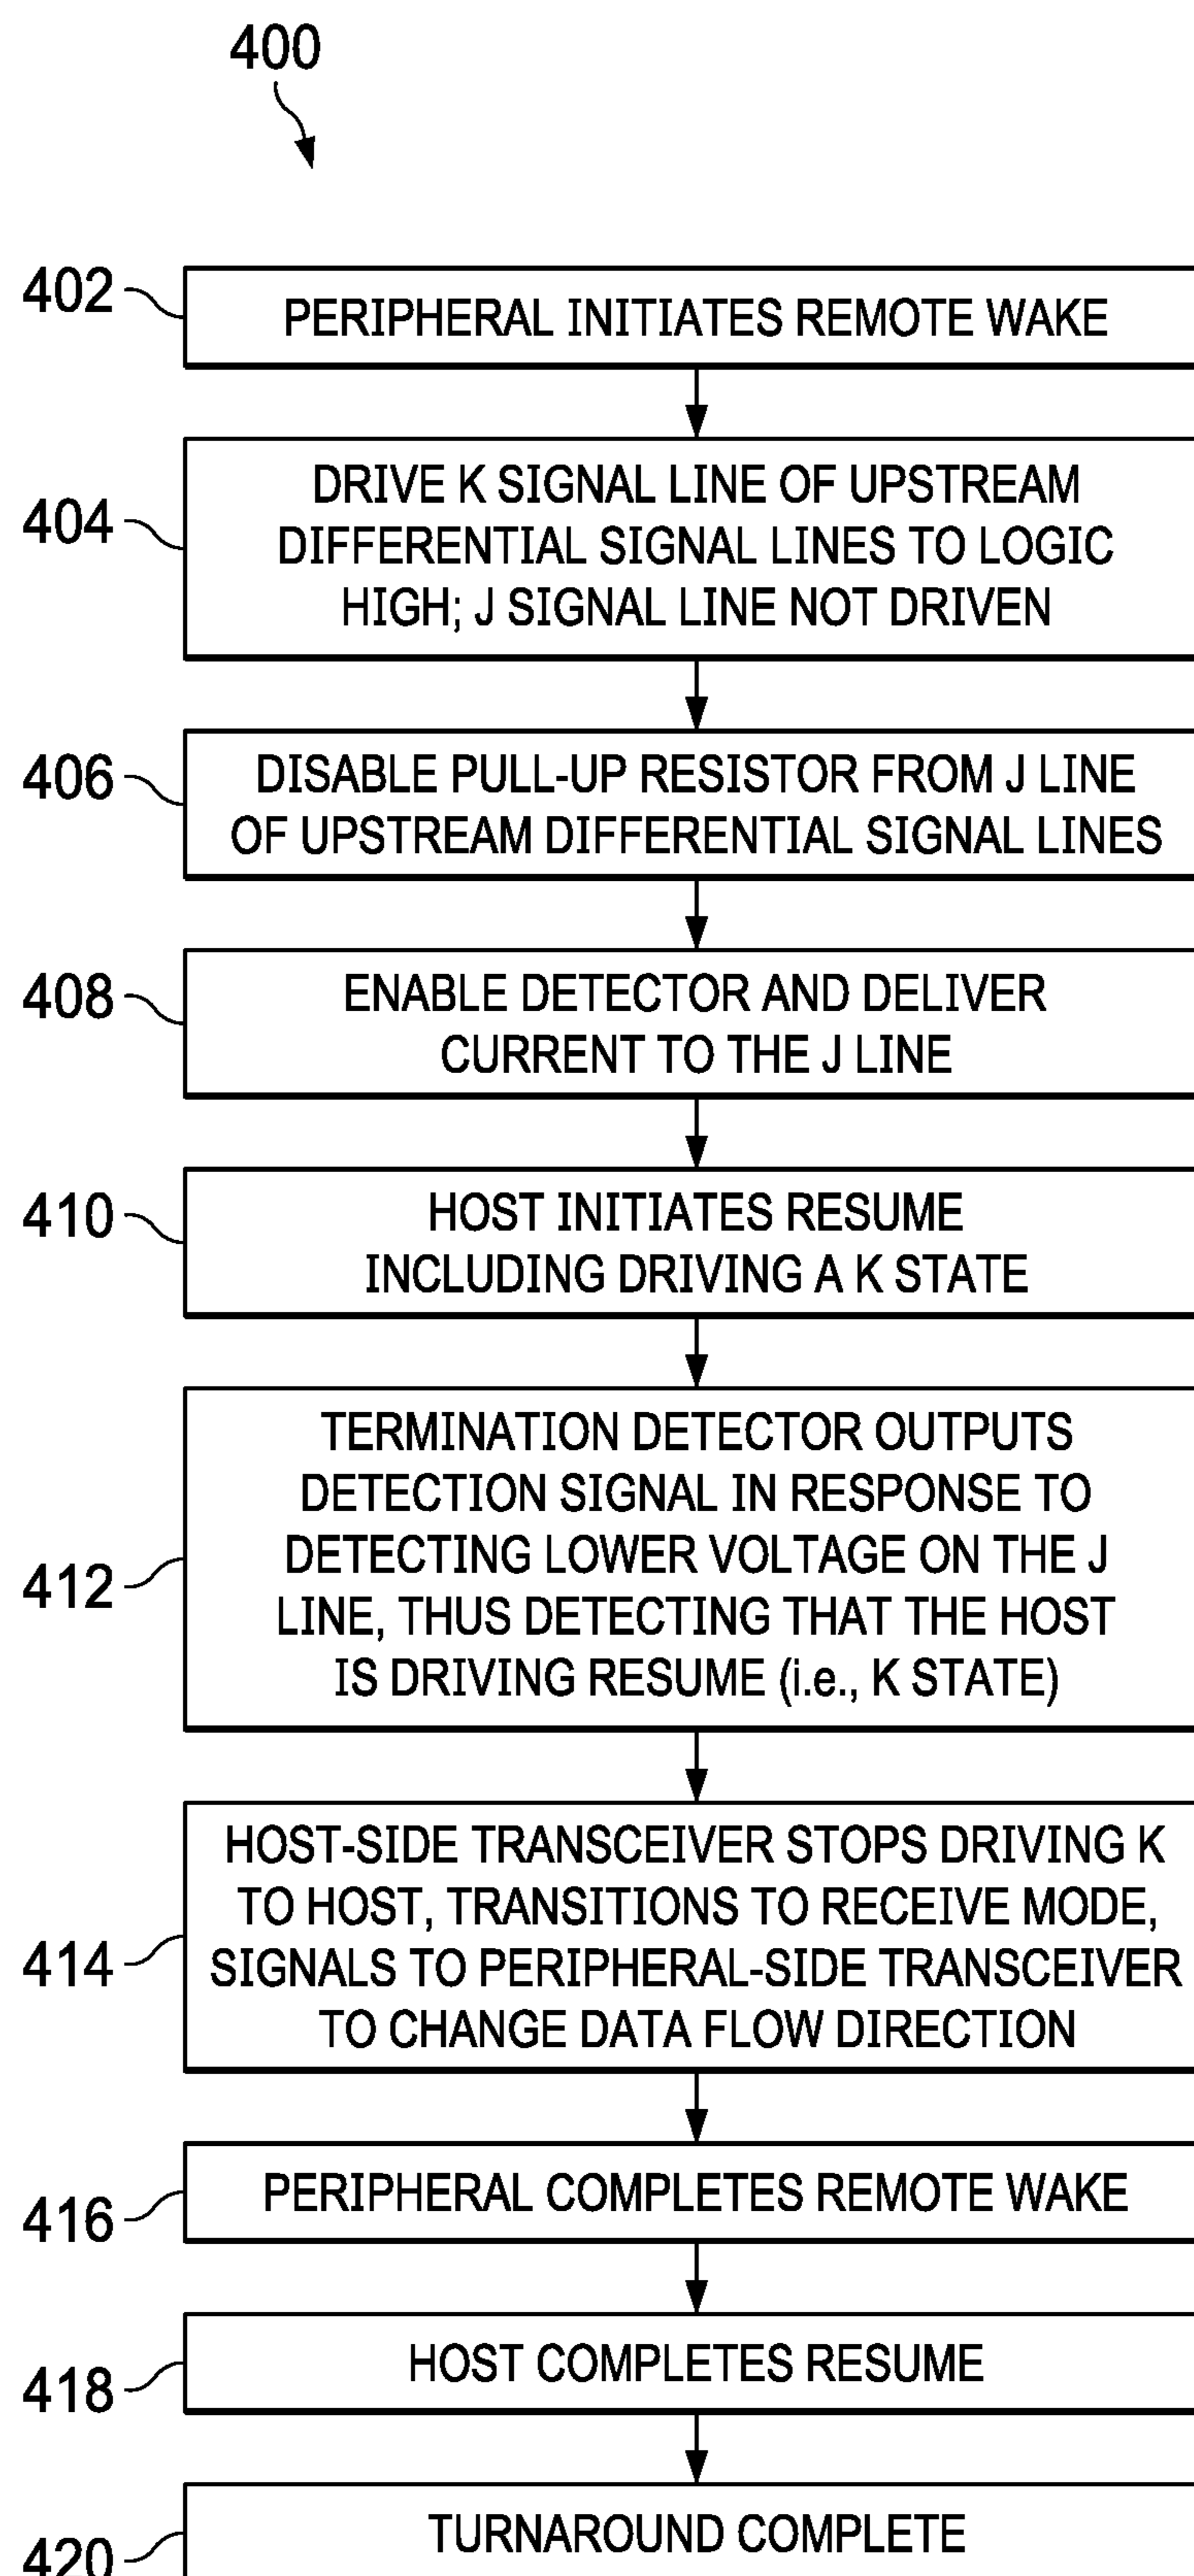 400
402
PERIPHERAL INITIATES REMOTE WAKE
404
DRIVE K SIGNAL LINE OF UPSTREAM
DIFFERENTIAL SIGNAL LINES TO LOGIC
HIGH; J SIGNAL LINE NOT DRIVEN
406
DISABLE PULL-UP RESISTOR FROM J LINE
OF UPSTREAM DIFFERENTIAL SIGNAL LINES
408
ENABLE DETECTOR AND DELIVER
CURRENT TO THE J LINE
410
HOST INITIATES RESUME
INCLUDING DRIVING A K STATE
412
TERMINATION DETECTOR OUTPUTS
DETECTION SIGNAL IN RESPONSE TO
DETECTING LOWER VOLTAGE ON THE J
LINE, THUS DETECTING THAT THE HOST
IS DRIVING RESUME (i.e., K STATE)
414
HOST-SIDE TRANSCEIVER STOPS DRIVING K
TO HOST, TRANSITIONS TO RECEIVE MODE,
SIGNALS TO PERIPHERAL-SIDE TRANSCEIVER
TO CHANGE DATA FLOW DIRECTION
416
PERIPHERAL COMPLETES REMOTE WAKE
418
HOST COMPLETES RESUME
420
TURNAROUND COMPLETE